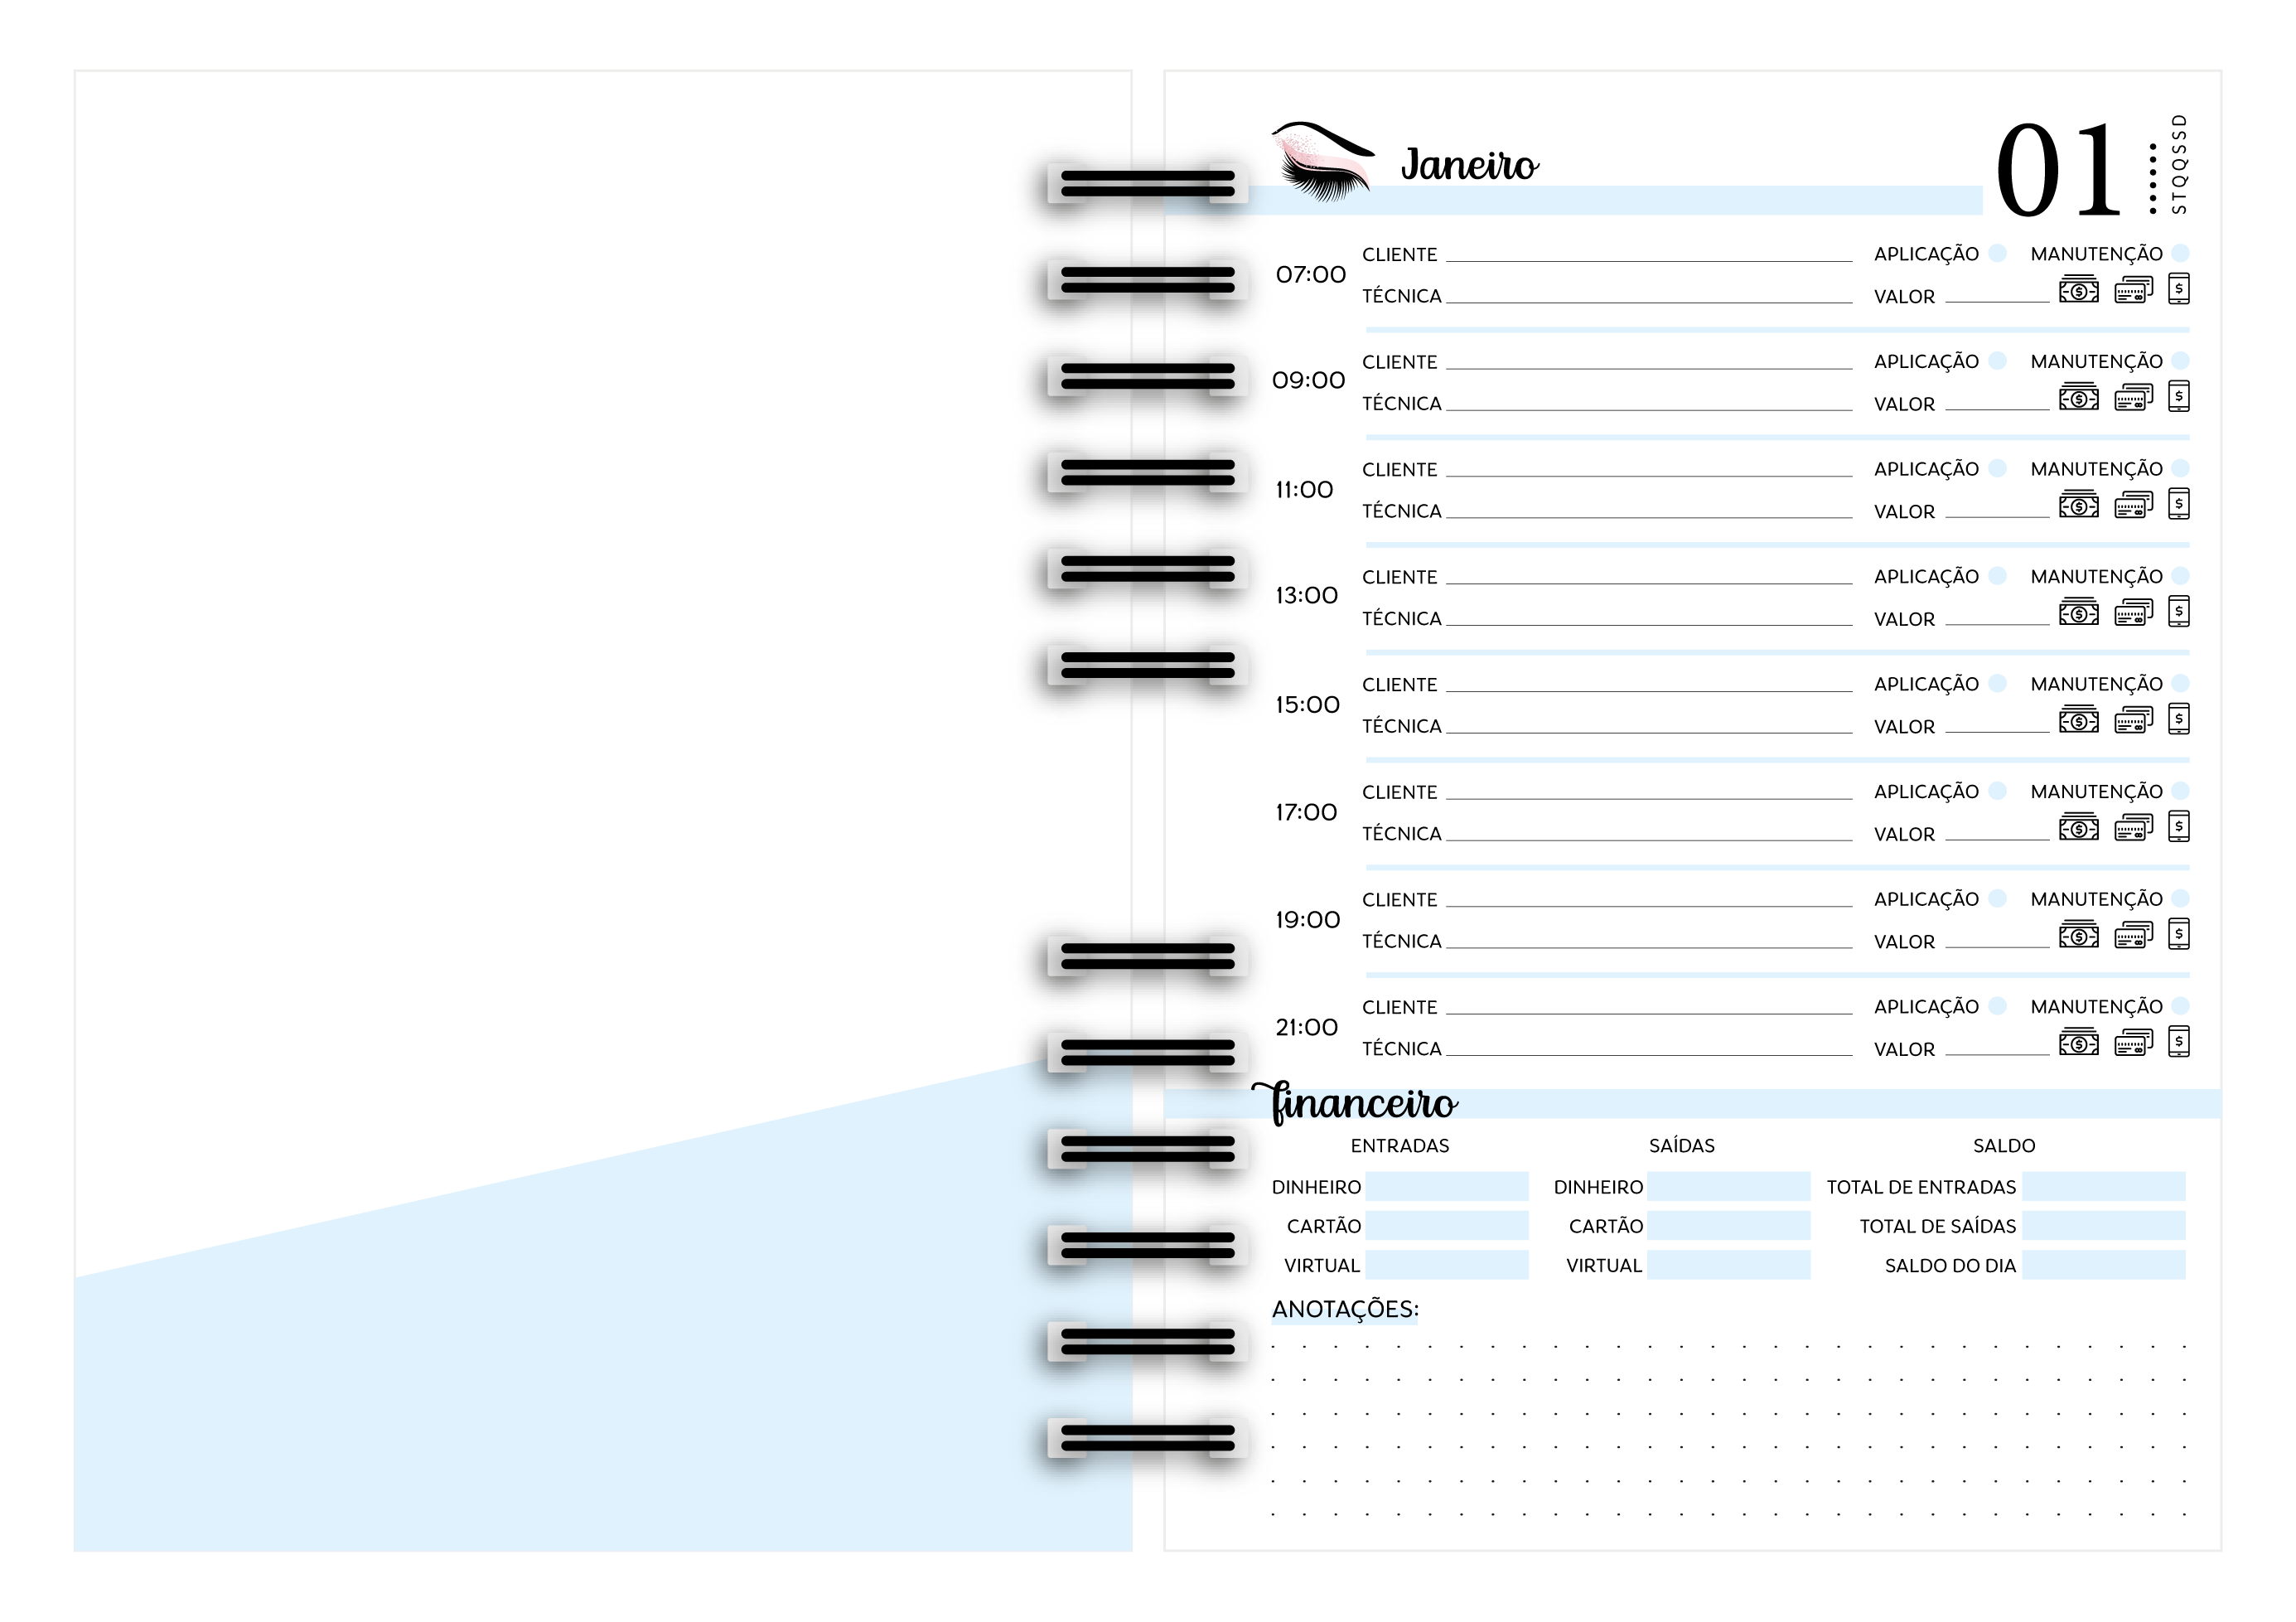 Janeiro
01
STQQSSD
07:00
CLIENTE
APLICAÇÃO MANUTENÇÃO
TÉCNICA
VALOR
09:00
CLIENTE
APLICAÇÃO MANUTENÇÃO
TÉCNICA
VALOR
11:00
CLIENTE
APLICAÇÃO MANUTENÇÃO
TÉCNICA
VALOR
13:00
CLIENTE
APLICAÇÃO MANUTENÇÃO
TÉCNICA
VALOR
15:00
CLIENTE
APLICAÇÃO MANUTENÇÃO
TÉCNICA
VALOR
17:00
CLIENTE
APLICAÇÃO MANUTENÇÃO
TÉCNICA
VALOR
19:00
CLIENTE
APLICAÇÃO MANUTENÇÃO
TÉCNICA
VALOR
21:00
CLIENTE
APLICAÇÃO MANUTENÇÃO
TÉCNICA
VALOR
financeiro
ENTRADAS SAÍDAS SALDO
DINHEIRO DINHEIRO TOTAL DE ENTRADAS
CARTÃO CARTÃO TOTAL DE SAÍDAS
VIRTUAL VIRTUAL SALDO DO DIA
ANOTAÇÕES: